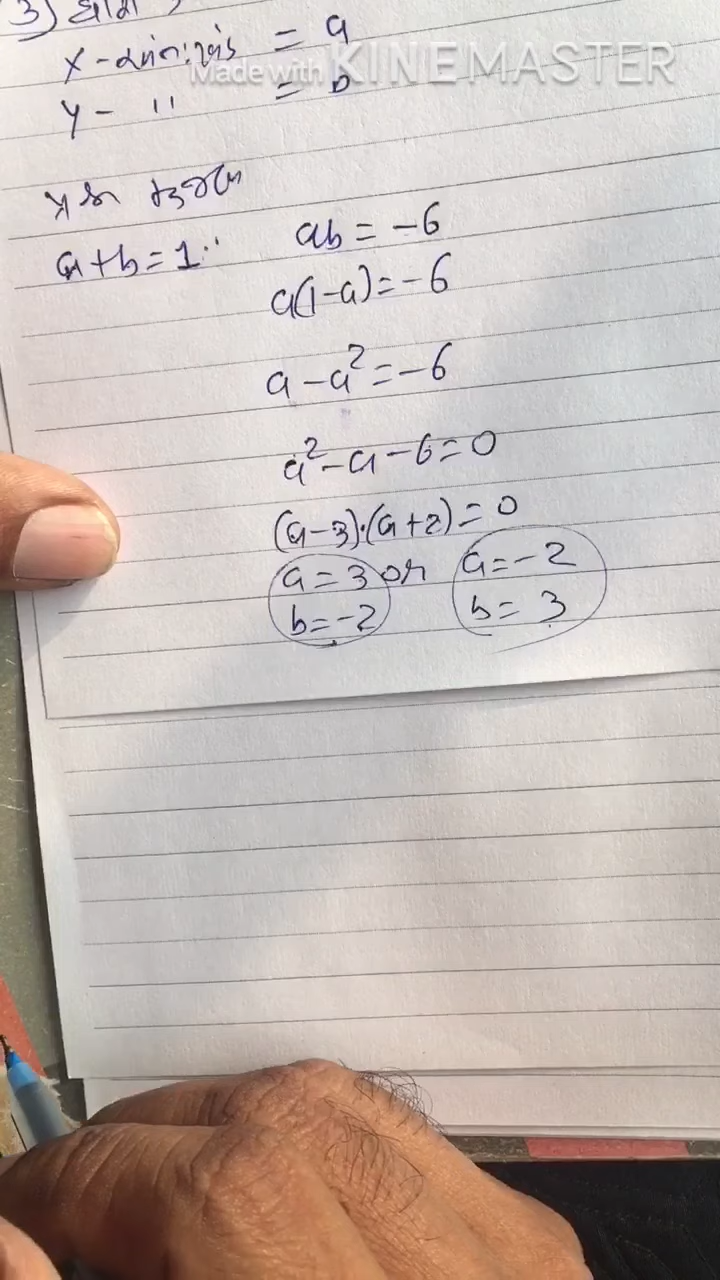 3) ધારો
x-અંતઃખંડ = a
Made with KINEMASTER
y- '' = b
a+b=1
ab = -6
a(1-a)=-6
a-a²=-6
a²-a-6=0
(a-3)·(a+2)=0
a=3 or a=-2
b=-2 b= 3